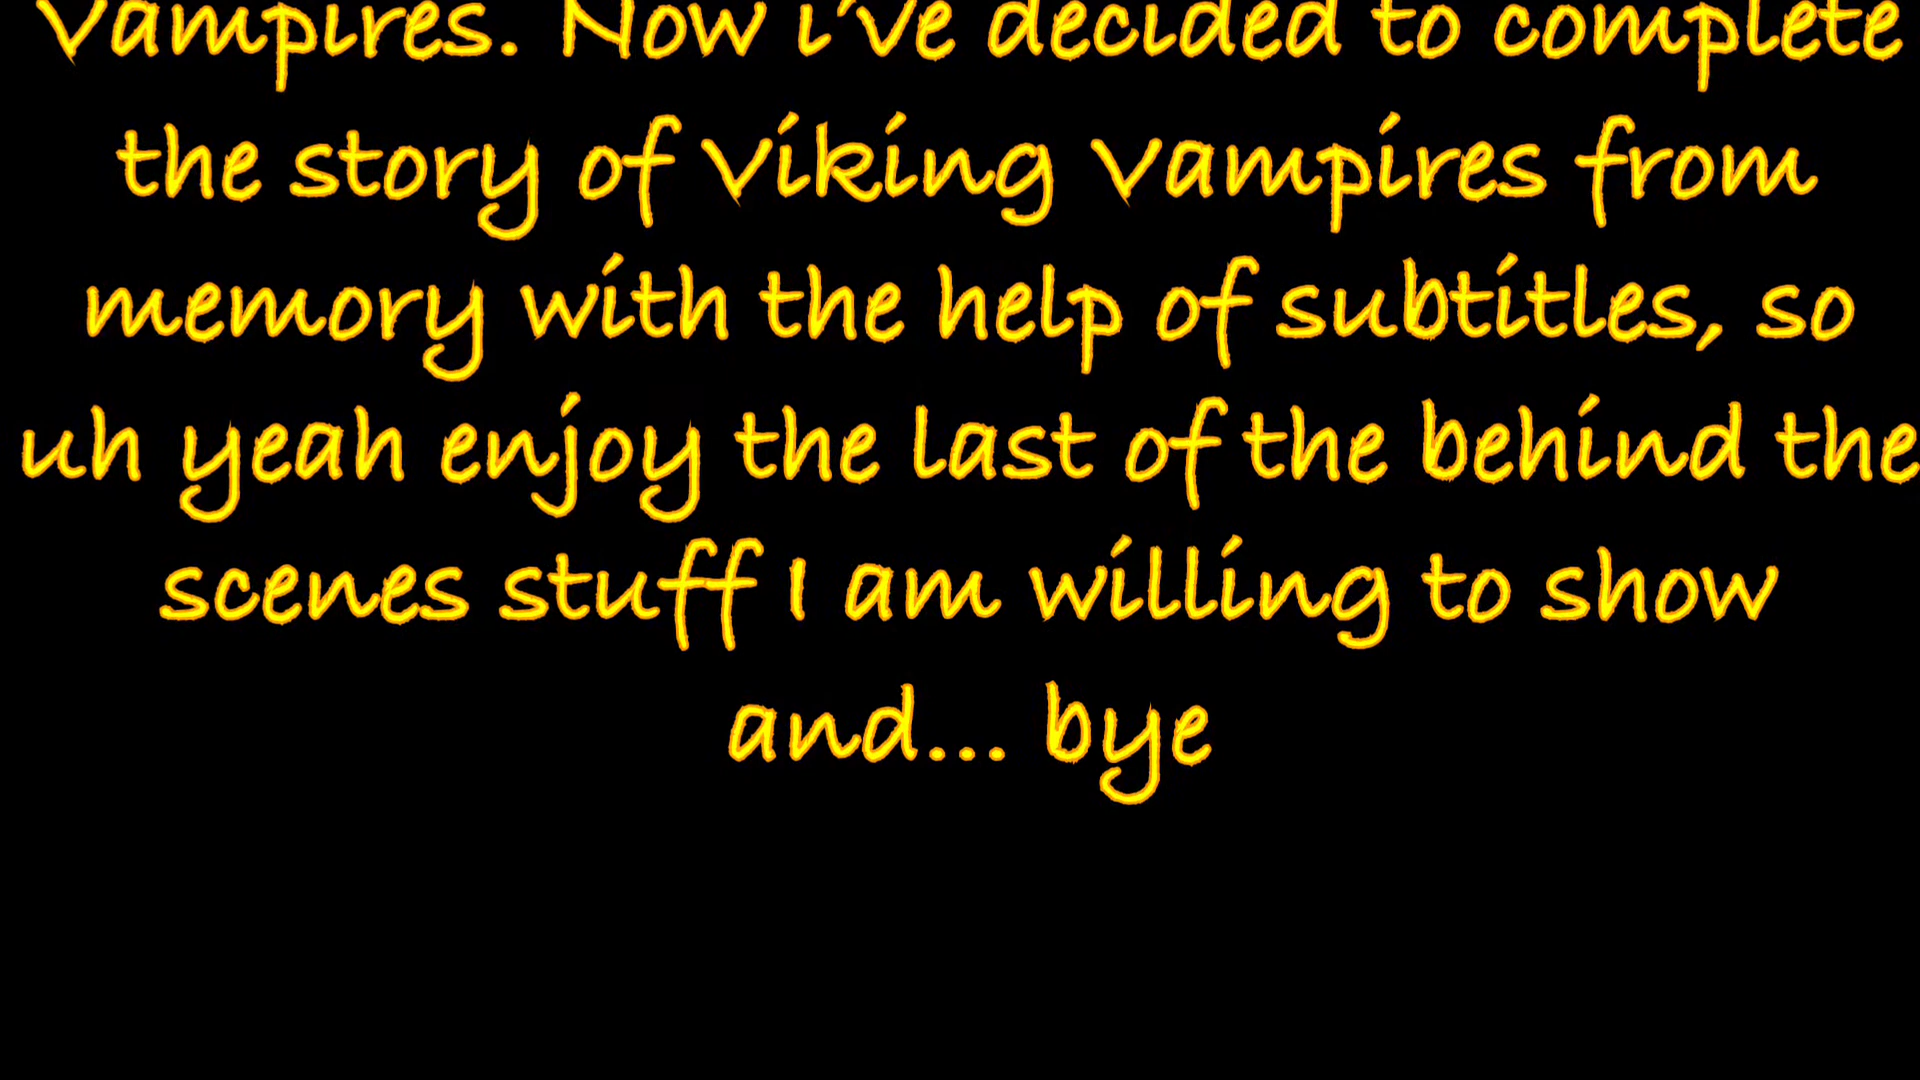 Vampires. Now i've decided to complete
the story of Viking Vampires from
memory with the help of subtitles, so
uh yeah enjoy the last of the behind the
scenes stuff I am willing to show
and... bye